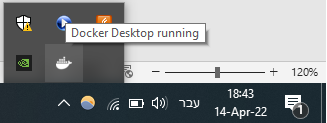 Docker Desktop running
120%
עבר
18:43
14-Apr-22
1